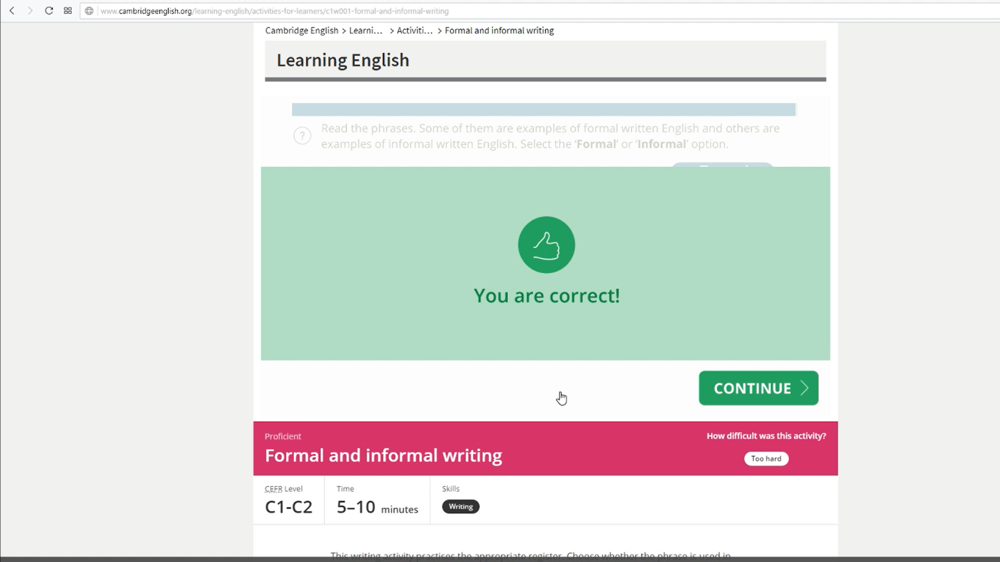 www.cambridgeenglish.org/learning-english/activities-for-learners/c1w001-formal-and-informal-writing
Cambridge English > Learni... > Activiti... > Formal and informal writing
Learning English
? Read the phrases. Some of them are examples of formal written English and others are
examples of informal written English. Select the ‘Formal’ or ‘Informal’ option.
You are correct!
CONTINUE
Proficient
How difficult was this activity?
Formal and informal writing
Too hard
CEFR Level
Time
Skills
C1-C2
5–10 minutes
Writing
This writing activity practises the appropriate register. Choose whether the phrase is used in